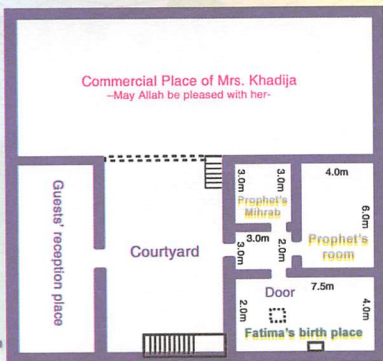 Commercial Place of Mrs. Khadija
–May Allah be pleased with her-
3.0m
3.0m
4.0m
Prophet's
Mihrab
6.0m
Guests' reception place
Courtyard
3.0m
3.0m
2.0m
Prophet's
room
Door
7.5m
2.0m
4.0m
Fatima's birth place